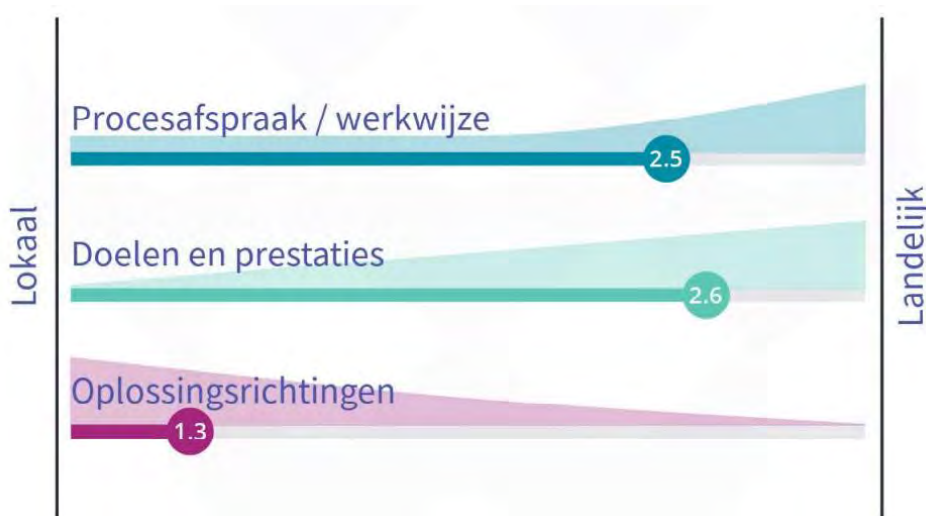 Lokaal
Procesafspraak / werkwijze
2.5
Doelen en prestaties
2.6
Oplossingsrichtingen
1.3
Landelijk